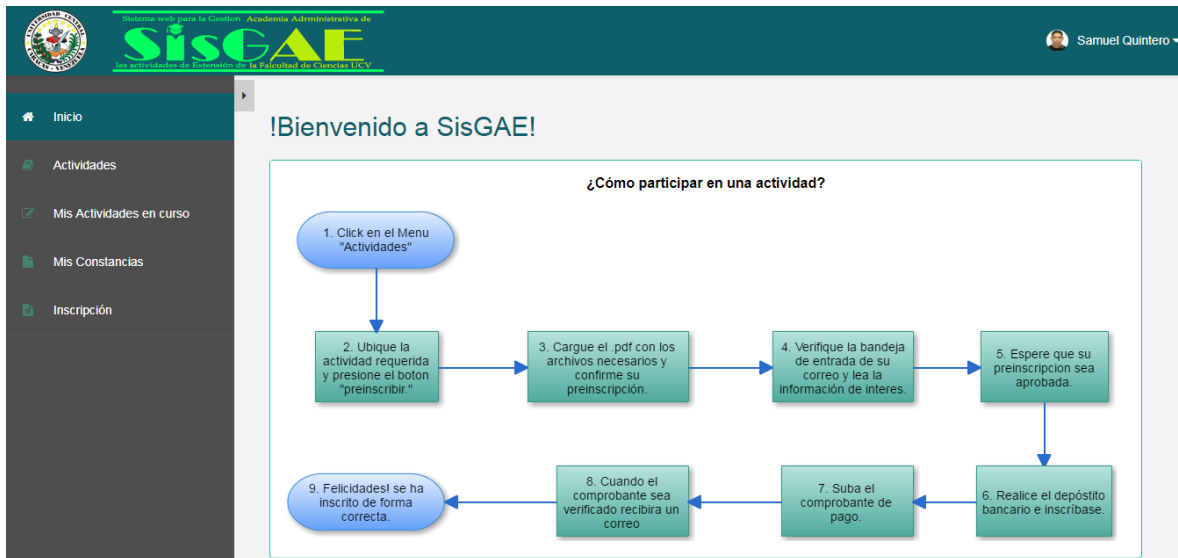 UNIVERSIDAD CENTRAL
CARACAS - VENEZUELA
Sistema web para la Gestion Academia Adrministrativa de
SisGAE
las actividades de Extensión de la Falcultad de Ciencias UCV
Samuel Quintero
Inicio
Actividades
Mis Actividades en curso
Mis Constancias
Inscripción
!Bienvenido a SisGAE!
¿Cómo participar en una actividad?
1. Click en el Menu
"Actividades"
2. Ubique la
actividad requerida
y presione el boton
"preinscribir."
3. Cargue el .pdf con los
archivos necesarios y
confirme su
preinscripción.
4. Verifique la bandeja
de entrada de su
correo y lea la
información de interes.
5. Espere que su
preinscripcion sea
aprobada.
6. Realice el depóstito
bancario e inscríbase.
7. Suba el
comprobante de
pago.
8. Cuando el
comprobante sea
verificado recibira un
correo
9. Felicidades! se ha
inscrito de forma
correcta.